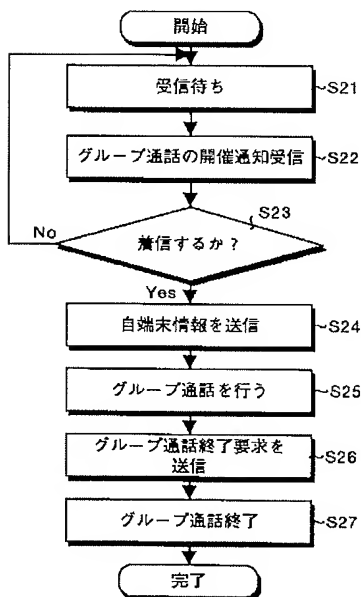 開始
受信待ち
S21
グループ通話の開催通知受信
S22
S23
着信するか?
No
Yes
自端末情報を送信
S24
グループ通話を行う
S25
グループ通話終了要求を
送信
S26
グループ通話終了
S27
完了